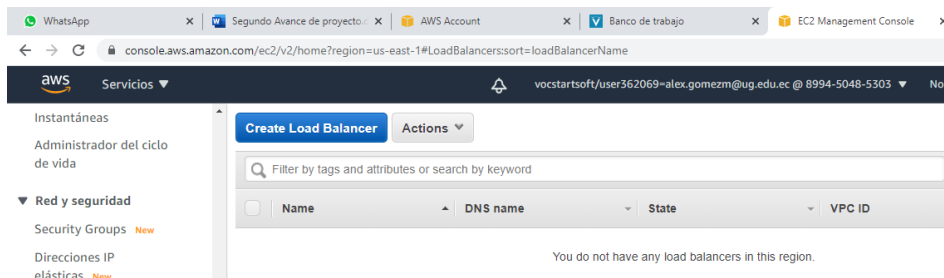 WhatsApp
Segundo Avance de proyecto.d
AWS Account
Banco de trabajo
EC2 Management Console
console.aws.amazon.com/ec2/v2/home?region=us-east-1#LoadBalancers:sort=loadBalancerName
aws
Servicios
vocstartsoft/user362069=alex.gomezm@ug.edu.ec @ 8994-5048-5303
No
Instantáneas
Administrador del ciclo
de vida
Red y seguridad
Security Groups New
Direcciones IP
elásticas New
Create Load Balancer Actions
Filter by tags and attributes or search by keyword
Name DNS name State VPC ID
You do not have any load balancers in this region.